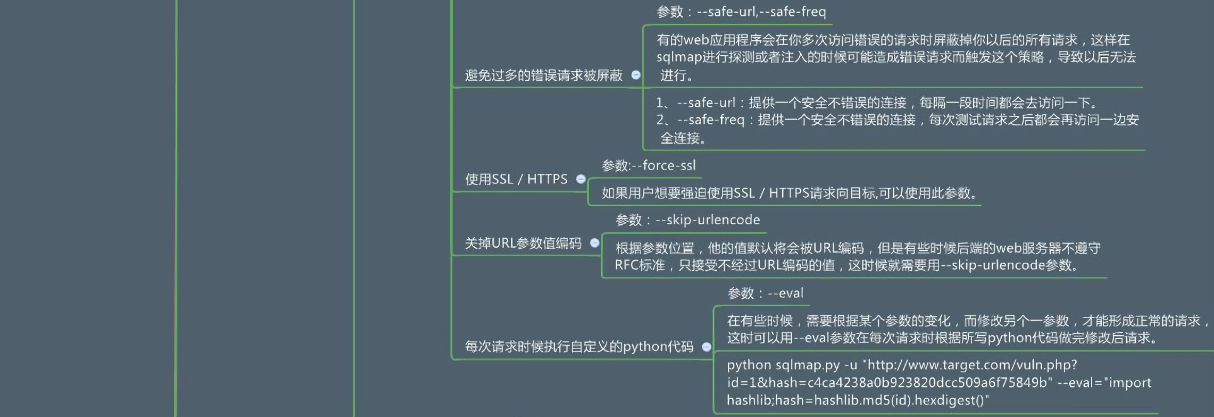 参数：--safe-url,--safe-freq
有的web应用程序会在你多次访问错误的请求时屏蔽掉你以后的所有请求，这样在
sqlmap进行探测或者注入的时候可能造成错误请求而触发这个策略，导致以后无法
进行。
避免过多的错误请求被屏蔽
1、--safe-url：提供一个安全不错误的连接，每隔一段时间都会去访问一下。
2、--safe-freq：提供一个安全不错误的连接，每次测试请求之后都会再访问一边安
全连接。
参数:--force-ssl
使用SSL / HTTPS
如果用户想要强迫使用SSL / HTTPS请求向目标,可以使用此参数。
参数：--skip-urlencode
关掉URL参数值编码
根据参数位置，他的值默认将会被URL编码，但是有些时候后端的web服务器不遵守
RFC标准，只接受不经过URL编码的值，这时候就需要用--skip-urlencode参数。
参数：--eval
在有些时候，需要根据某个参数的变化，而修改另个一参数，才能形成正常的请求，
这时可以用--eval参数在每次请求时根据所写python代码做完修改后请求。
每次请求时候执行自定义的python代码
python sqlmap.py -u "http://www.target.com/vuln.php?
id=1&hash=c4ca4238a0b923820dcc509a6f75849b" --eval="import
hashlib;hash=hashlib.md5(id).hexdigest()"